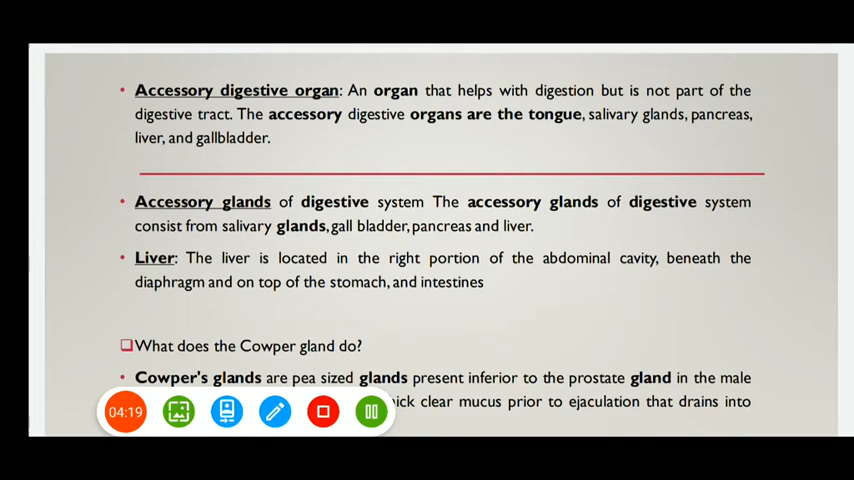 • Accessory digestive organ: An organ that helps with digestion but is not part of the
digestive tract. The accessory digestive organs are the tongue, salivary glands, pancreas,
liver, and gallbladder.
• Accessory glands of digestive system The accessory glands of digestive system
consist from salivary glands, gall bladder, pancreas and liver.
• Liver: The liver is located in the right portion of the abdominal cavity, beneath the
diaphragm and on top of the stomach, and intestines
❑What does the Cowper gland do?
• Cowper's glands are pea sized glands present inferior to the prostate gland in the male
clear mucus prior to ejaculation that drains into
04:19